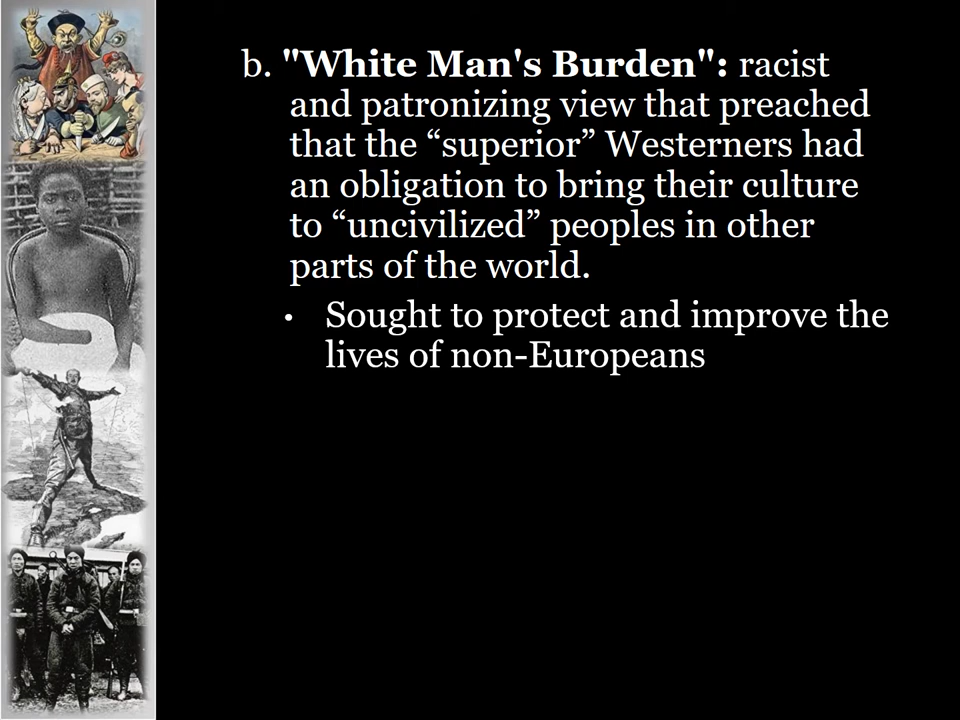 b. "White Man's Burden": racist
and patronizing view that preached
that the “superior” Westerners had
an obligation to bring their culture
to “uncivilized” peoples in other
parts of the world.
• Sought to protect and improve the
lives of non-Europeans